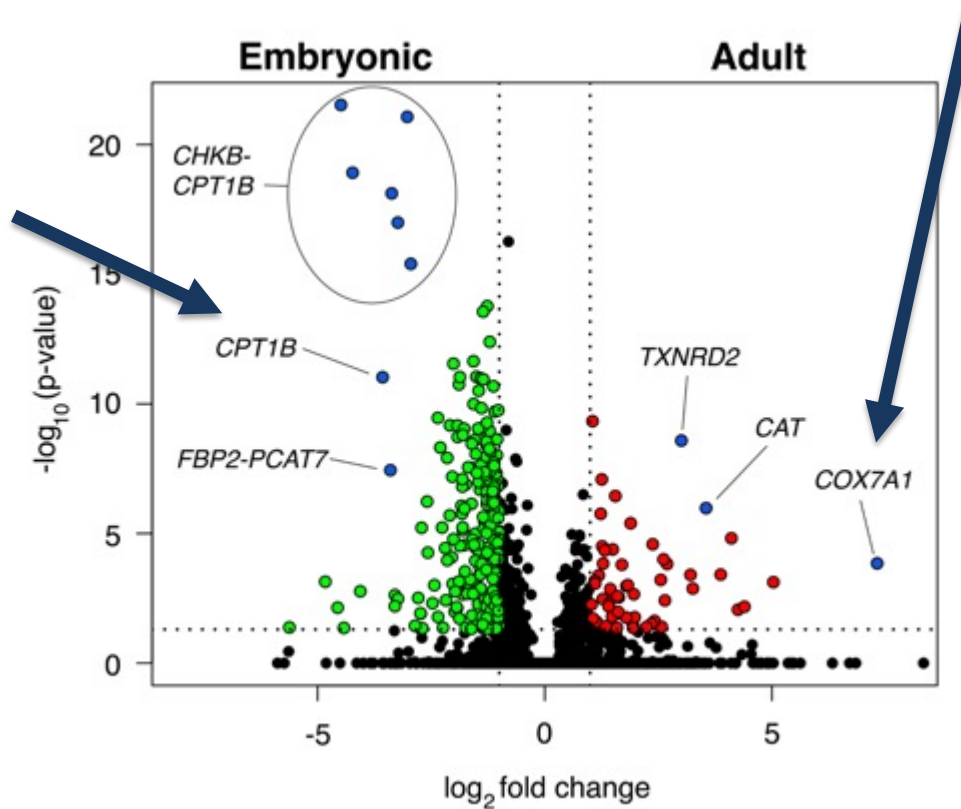 Embryonic
Adult
20
15
10
5
0
-log10 (p-value)
CHKB-
CPT1B
CPT1B
FBP2-PCAT7
TXNRD2
CAT
COX7A1
-5
0
5
log2 fold change